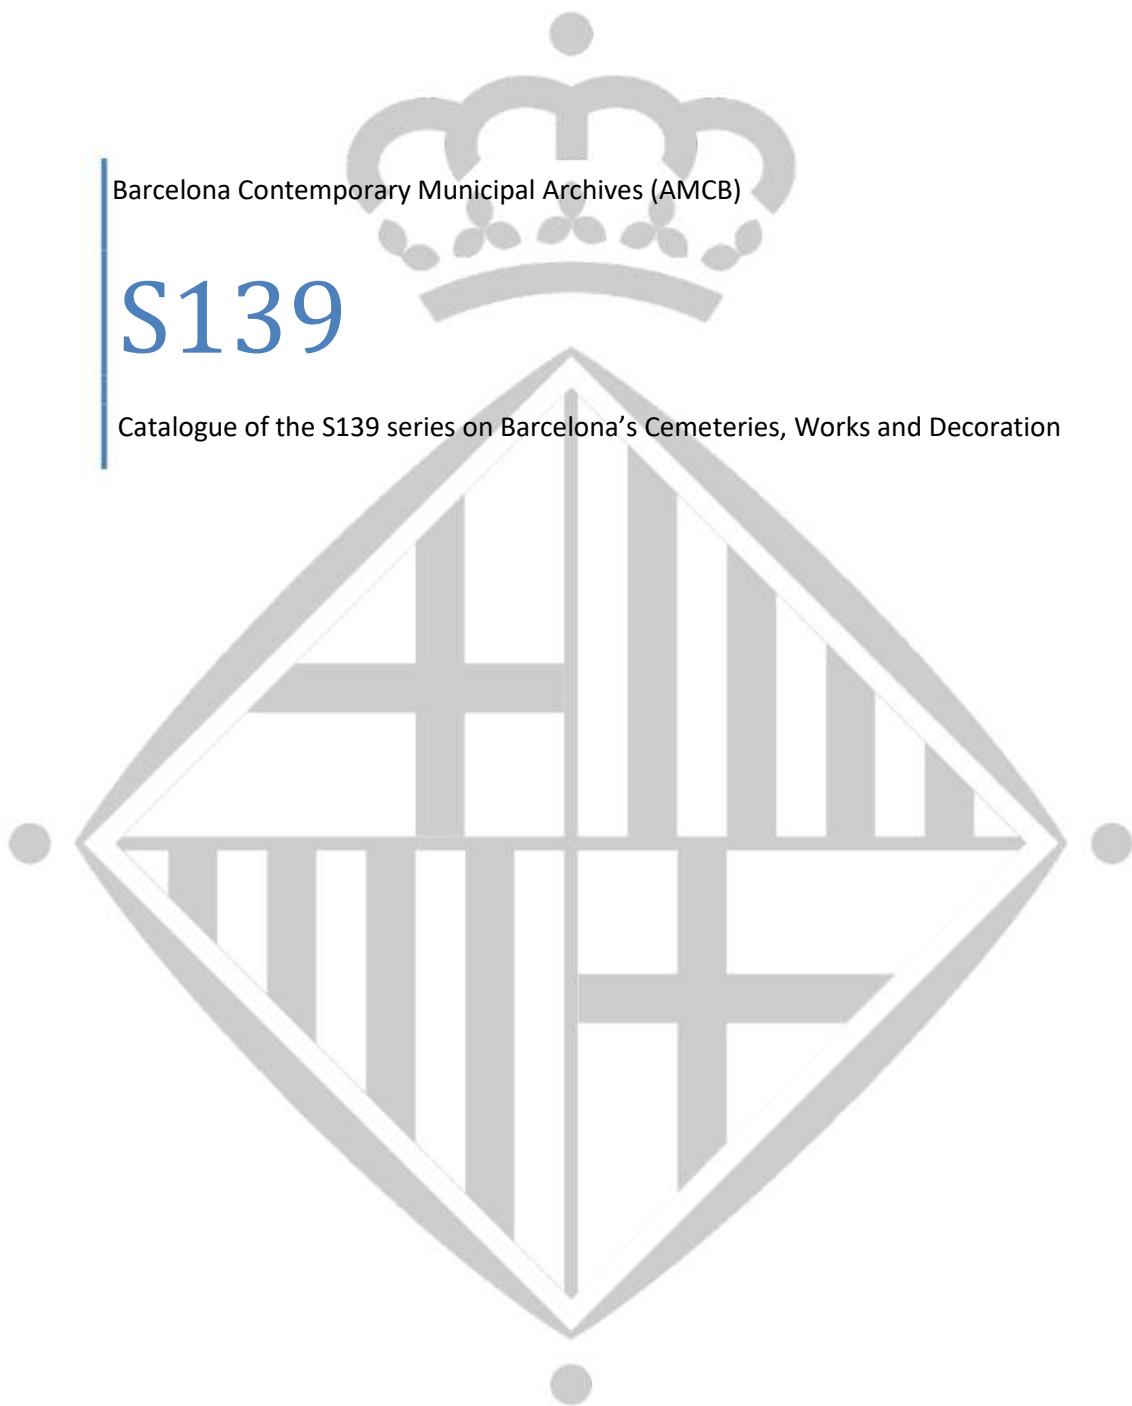 Barcelona Contemporary Municipal Archives (AMCB)
S139
Catalogue of the S139 series on Barcelona’s Cemeteries, Works and Decoration